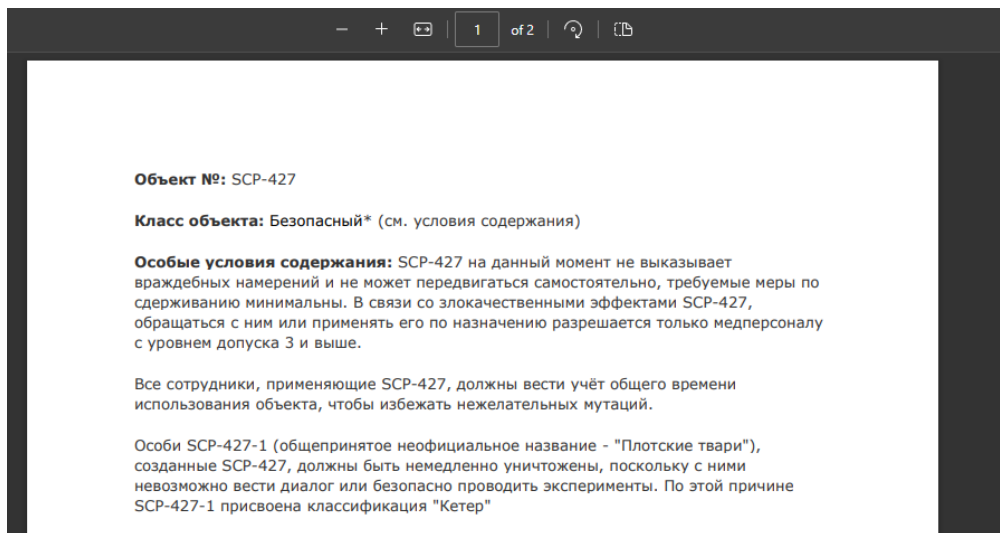 1 of 2
Объект №: SCP-427
Класс объекта: Безопасный* (см. условия содержания)
Особые условия содержания: SCP-427 на данный момент не выказывает
враждебных намерений и не может передвигаться самостоятельно, требуемые меры по
сдерживанию минимальны. В связи со злокачественными эффектами SCP-427,
обращаться с ним или применять его по назначению разрешается только медперсоналу
с уровнем допуска 3 и выше.
Все сотрудники, применяющие SCP-427, должны вести учёт общего времени
использования объекта, чтобы избежать нежелательных мутаций.
Особи SCP-427-1 (общепринятое неофициальное название - "Плотские твари"),
созданные SCP-427, должны быть немедленно уничтожены, поскольку с ними
невозможно вести диалог или безопасно проводить эксперименты. По этой причине
SCP-427-1 присвоена классификация "Кетер"